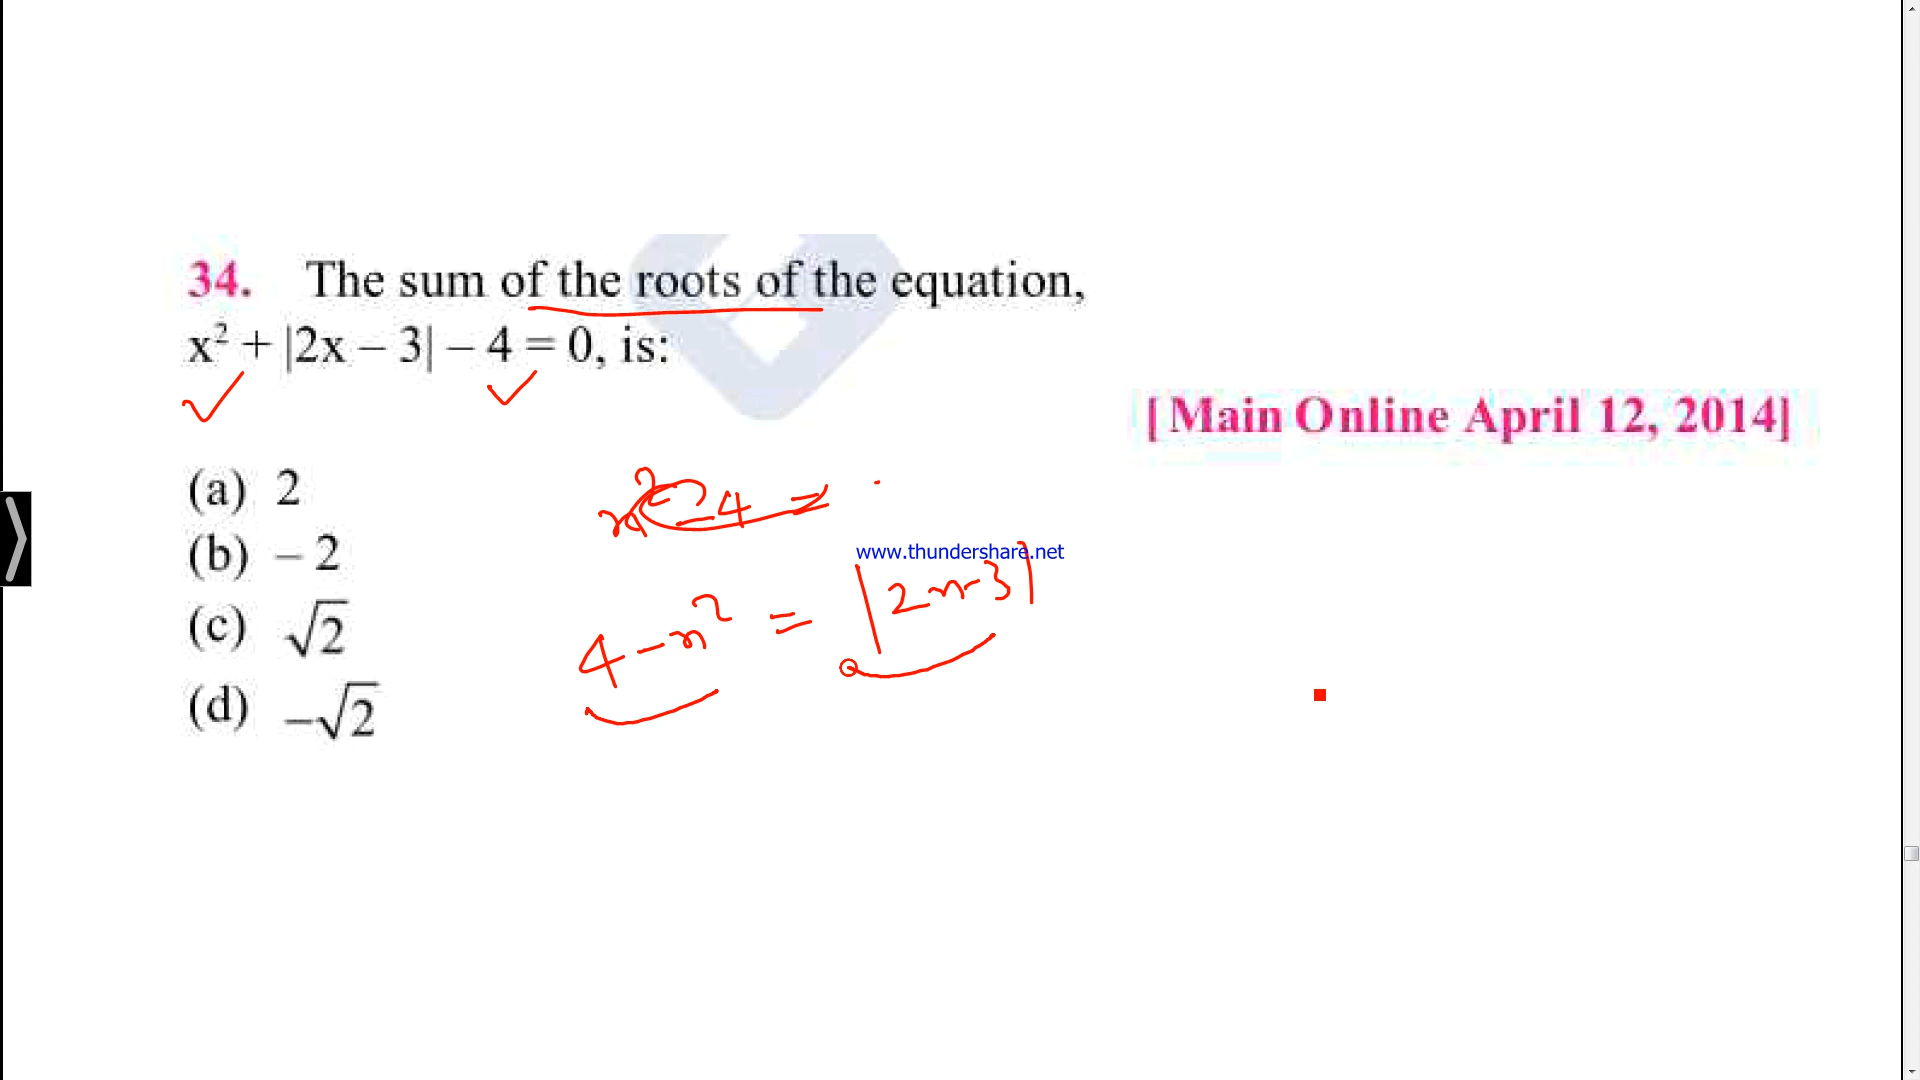 34. The sum of the roots of the equation,
x² + |2x – 3| – 4 = 0, is:
[Main Online April 12, 2014]
(a) 2
(b) – 2
(c) √2
(d) –√2
x² – 4 =
www.thundershare.net
4 – x² = |2x-3|